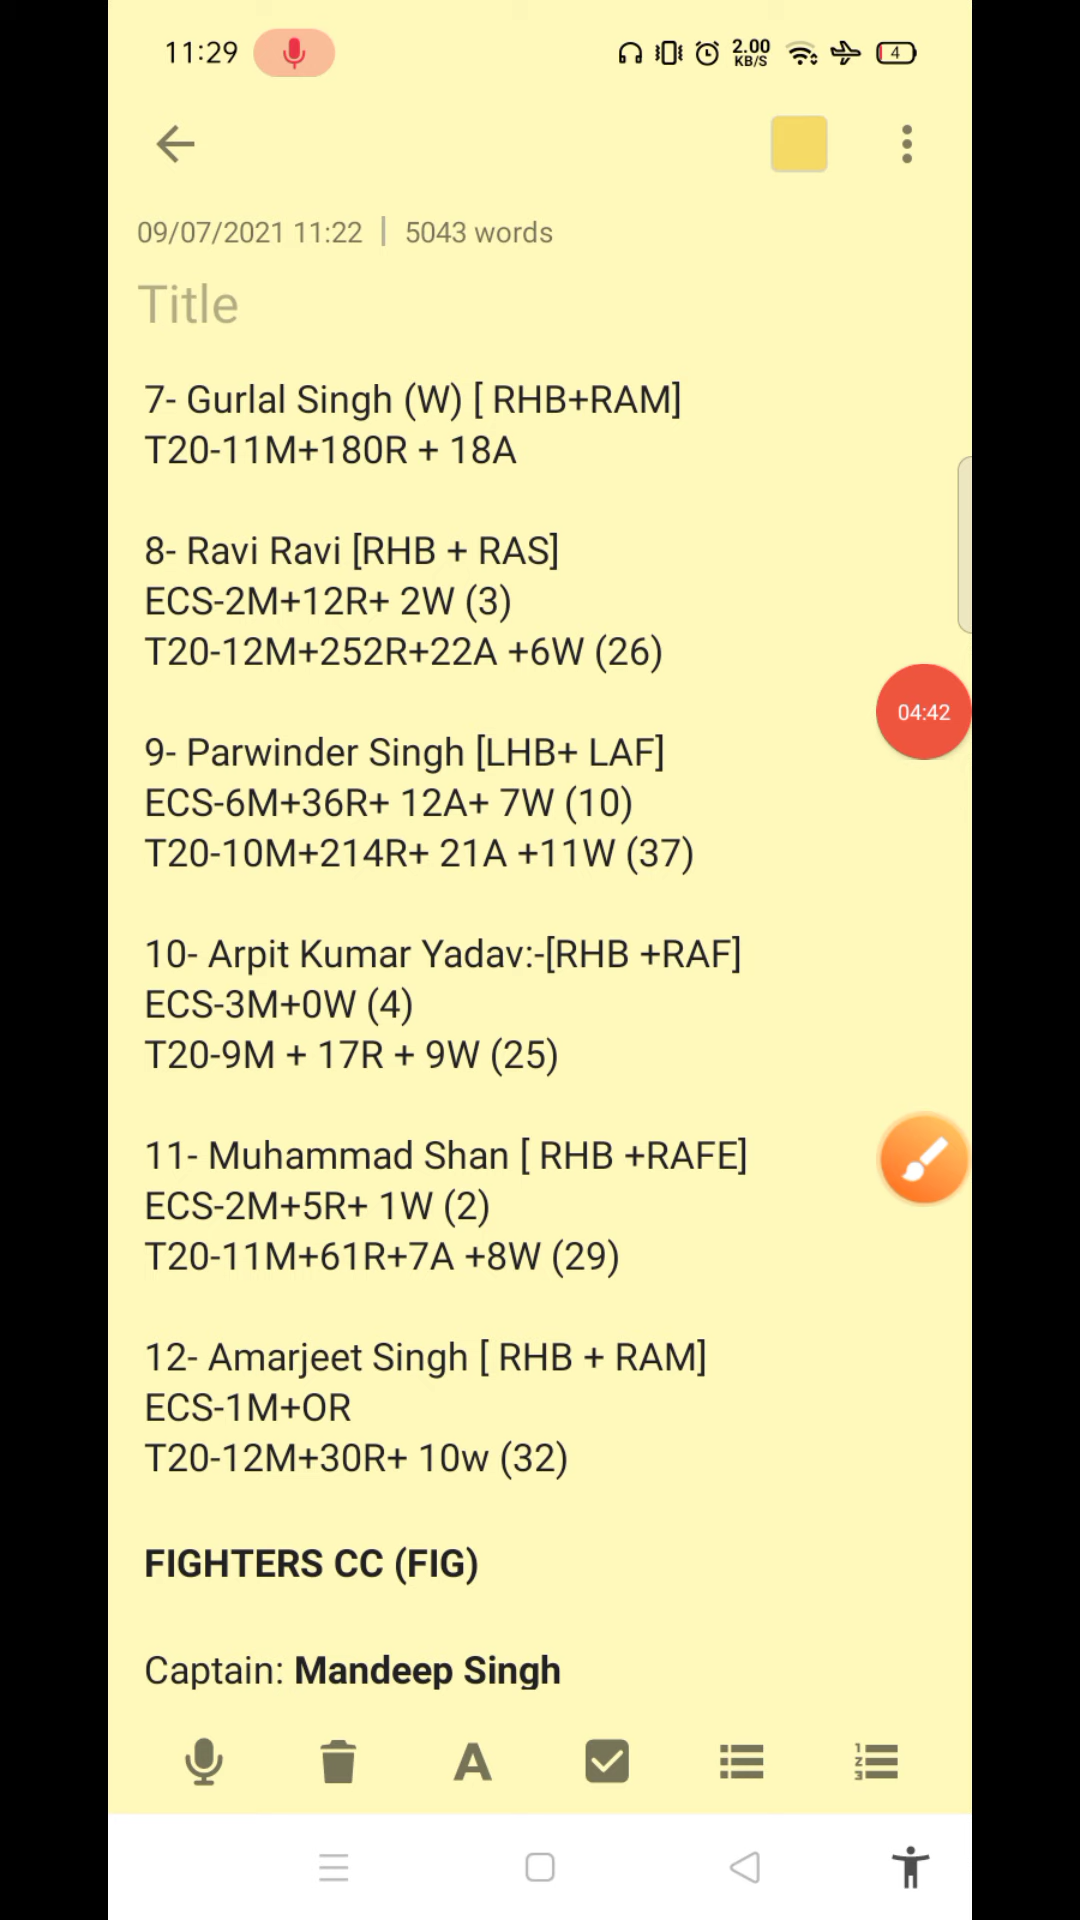 11:29
2.00
KB/S
4
09/07/2021 11:22 | 5043 words
Title
7- Gurlal Singh (W) [ RHB+RAM]
T20-11M+180R + 18A
8- Ravi Ravi [RHB + RAS]
ECS-2M+12R+ 2W (3)
T20-12M+252R+22A +6W (26)
04:42
9- Parwinder Singh [LHB+ LAF]
ECS-6M+36R+ 12A+ 7W (10)
T20-10M+214R+ 21A +11W (37)
10- Arpit Kumar Yadav:-[RHB +RAF]
ECS-3M+0W (4)
T20-9M + 17R + 9W (25)
11- Muhammad Shan [ RHB +RAFE]
ECS-2M+5R+ 1W (2)
T20-11M+61R+7A +8W (29)
12- Amarjeet Singh [ RHB + RAM]
ECS-1M+OR
T20-12M+30R+ 10w (32)
FIGHTERS CC (FIG)
Captain: Mandeep Singh
A
1
2
3